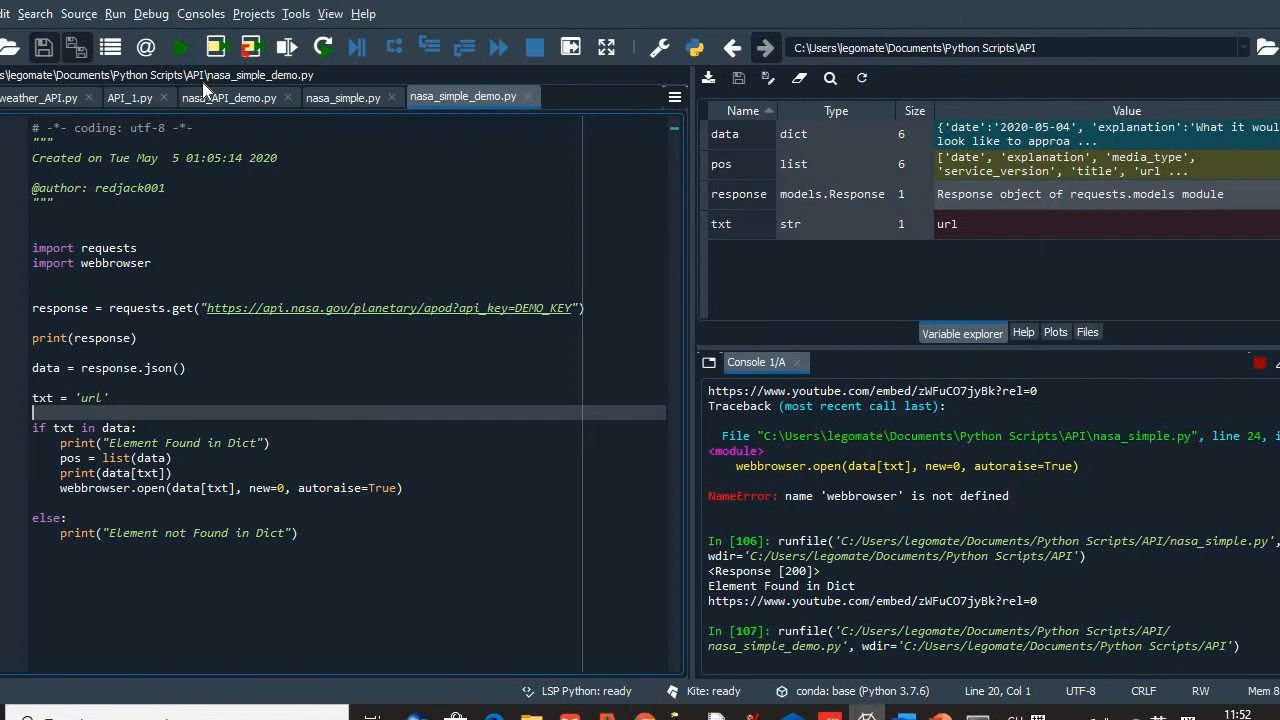 Search Source Run Debug Consoles Projects Tools View Help
C:\Users\legomate\Documents\Python Scripts\API
s\legomate\Documents\Python Scripts\API\nasa_simple_demo.py
weather_API.py API_1.py nasa_API_demo.py nasa_simple.py nasa_simple_demo.py
# -*- coding: utf-8 -*-
"""
Created on Tue May  5 01:05:14 2020
@author: redjack001
"""
import requests
import webbrowser
response = requests.get("https://api.nasa.gov/planetary/apod?api_key=DEMO_KEY")
print(response)
data = response.json()
txt = 'url'
if txt in data:
print("Element Found in Dict")
pos = list(data)
print(data[txt])
webbrowser.open(data[txt], new=0, autoraise=True)
else:
print("Element not Found in Dict")
Name Type Size Value
data dict 6 {'date':'2020-05-04', 'explanation':'What it would
look like to approa ...
pos list 6 ['date', 'explanation', 'media_type',
'service_version', 'title', 'url ...
response models.Response 1 Response object of requests.models module
txt str 1 url
Variable explorer Help Plots Files
Console 1/A
https://www.youtube.com/embed/zWFuCO7jyBk?rel=0
Traceback (most recent call last):
File "C:\Users\legomate\Documents\Python Scripts\API\nasa_simple.py", line 24, i
<module>
webbrowser.open(data[txt], new=0, autoraise=True)
NameError: name 'webbrowser' is not defined
In [106]: runfile('C:/Users/legomate/Documents/Python Scripts/API/nasa_simple.py',
wdir='C:/Users/legomate/Documents/Python Scripts/API')
<Response [200]>
Element Found in Dict
https://www.youtube.com/embed/zWFuCO7jyBk?rel=0
In [107]: runfile('C:/Users/legomate/Documents/Python Scripts/API/
nasa_simple_demo.py', wdir='C:/Users/legomate/Documents/Python Scripts/API')
LSP Python: ready Kite: ready conda: base (Python 3.7.6) Line 20, Col 1 UTF-8 CRLF RW Mem 8
11:52